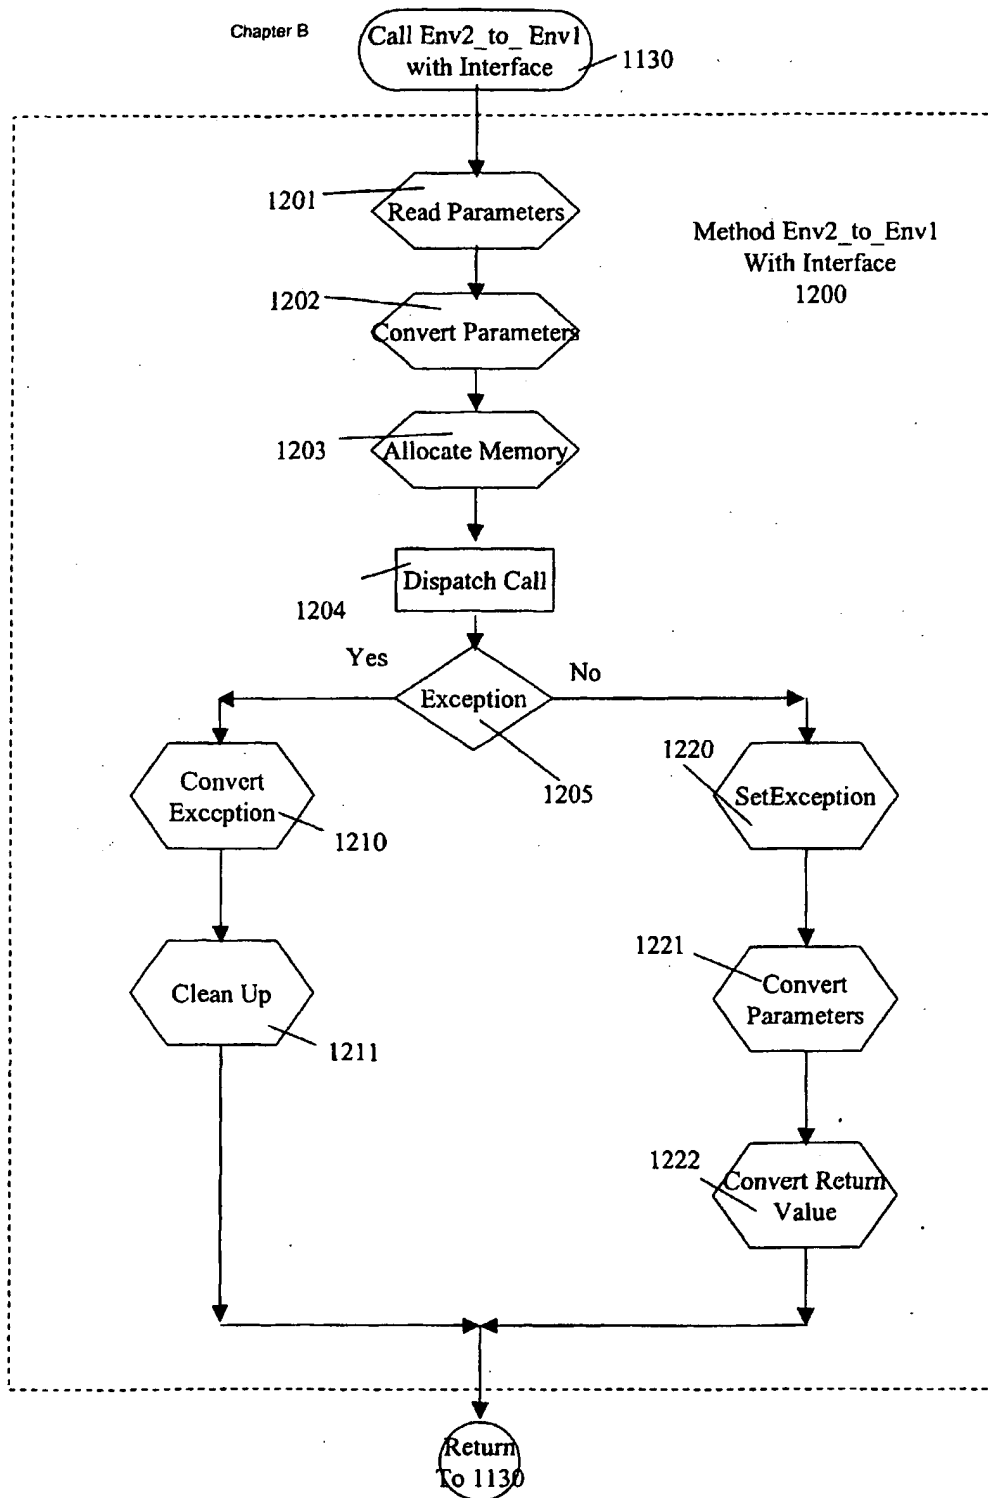 Chapter B
Call Env2_to_ Env1
with Interface
1130
1201
Read Parameters
Method Env2_to_Env1
With Interface
1200
1202
Convert Parameters
1203
Allocate Memory
Dispatch Call
1204
Yes
Exception
No
1205
Convert
Exception
1210
1220
SetException
1221
Convert
Parameters
Clean Up
1211
1222
Convert Return
Value
Return
To 1130